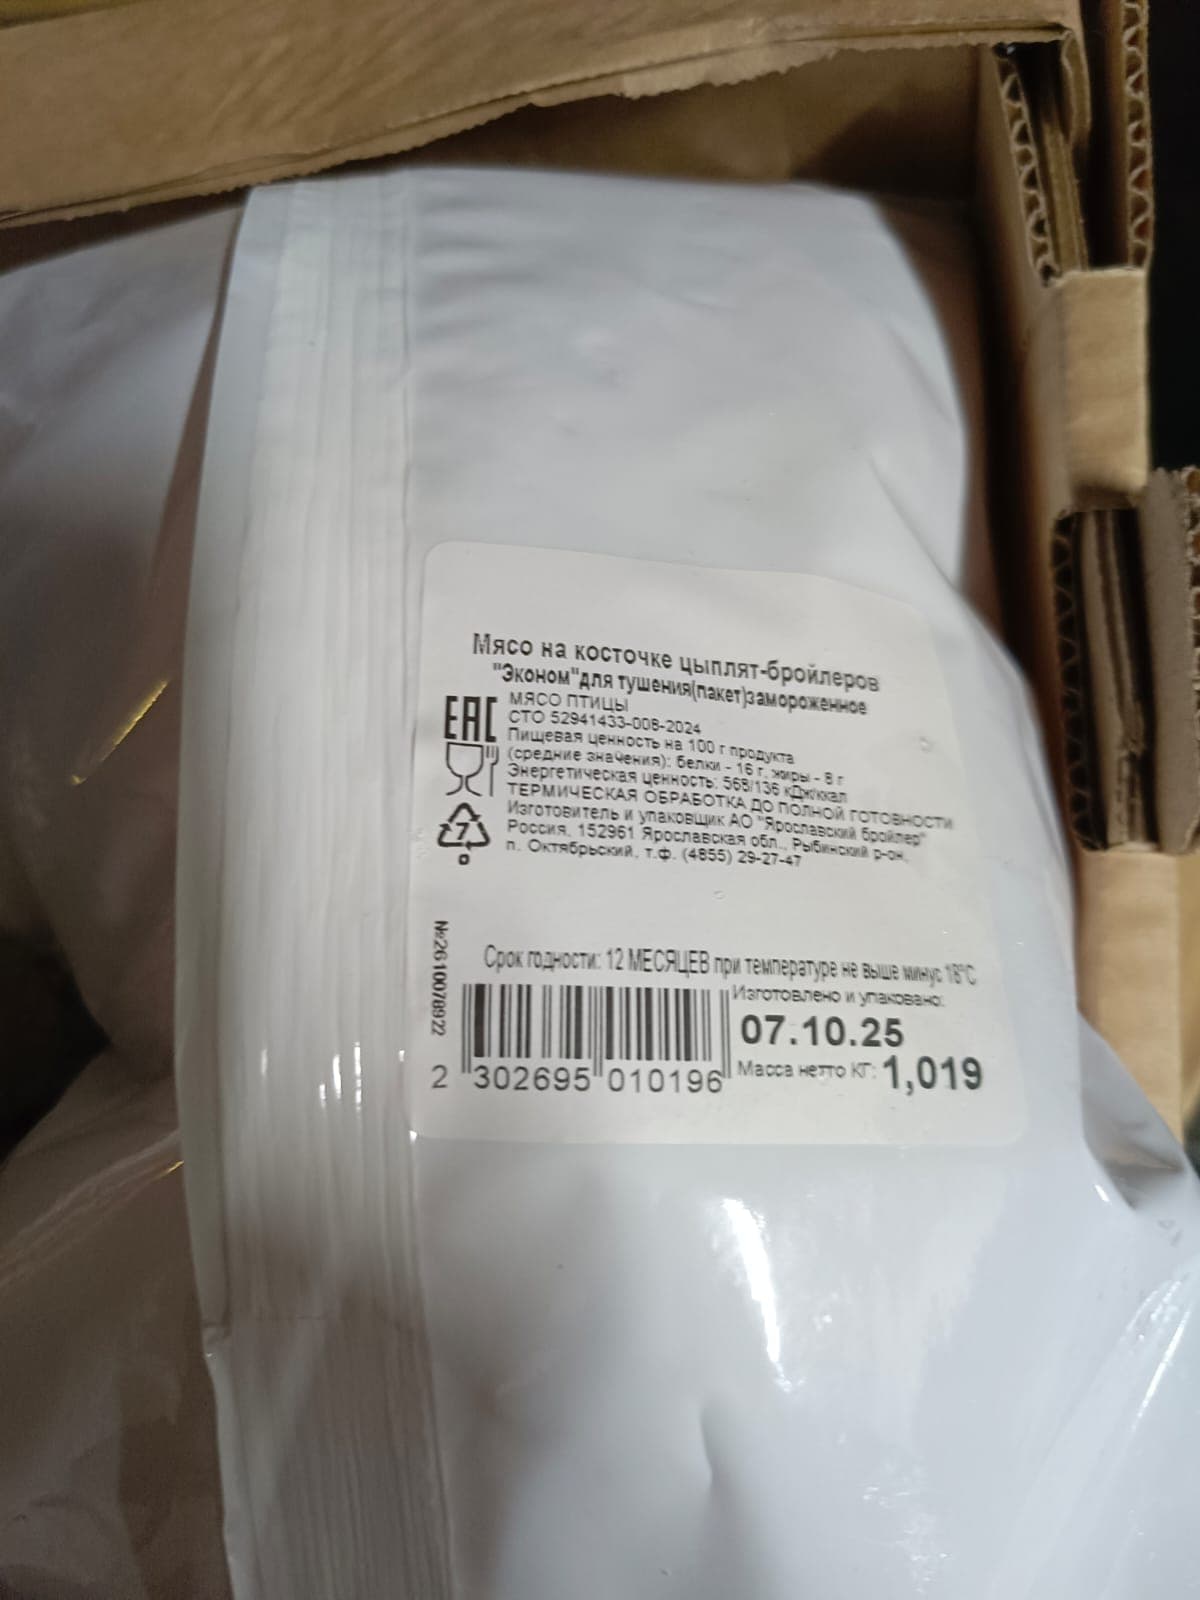 Мясо на косточке цыплят-бройлеров
"Эконом"для тушения(пакет)замороженное
EAC
МЯСО ПТИЦЫ
СТО 52941433-008-2024
Пищевая ценность на 100 г продукта
(средние значения): белки - 16 г, жиры - 8 г
Энергетическая ценность: 568/136 кДж/ккал
ТЕРМИЧЕСКАЯ ОБРАБОТКА ДО ПОЛНОЙ ГОТОВНОСТИ
Изготовитель и упаковщик АО "Ярославский бройлер"
Россия, 152961 Ярославская обл., Рыбинский р-он,
п. Октябрьский, т.ф. (4855) 29-27-47
7
№2610078922
Срок годности: 12 МЕСЯЦЕВ при температуре не выше минус 18°С
Изготовлено и упаковано:
07.10.25
Масса нетто КГ: 1,019
2 302695 010196